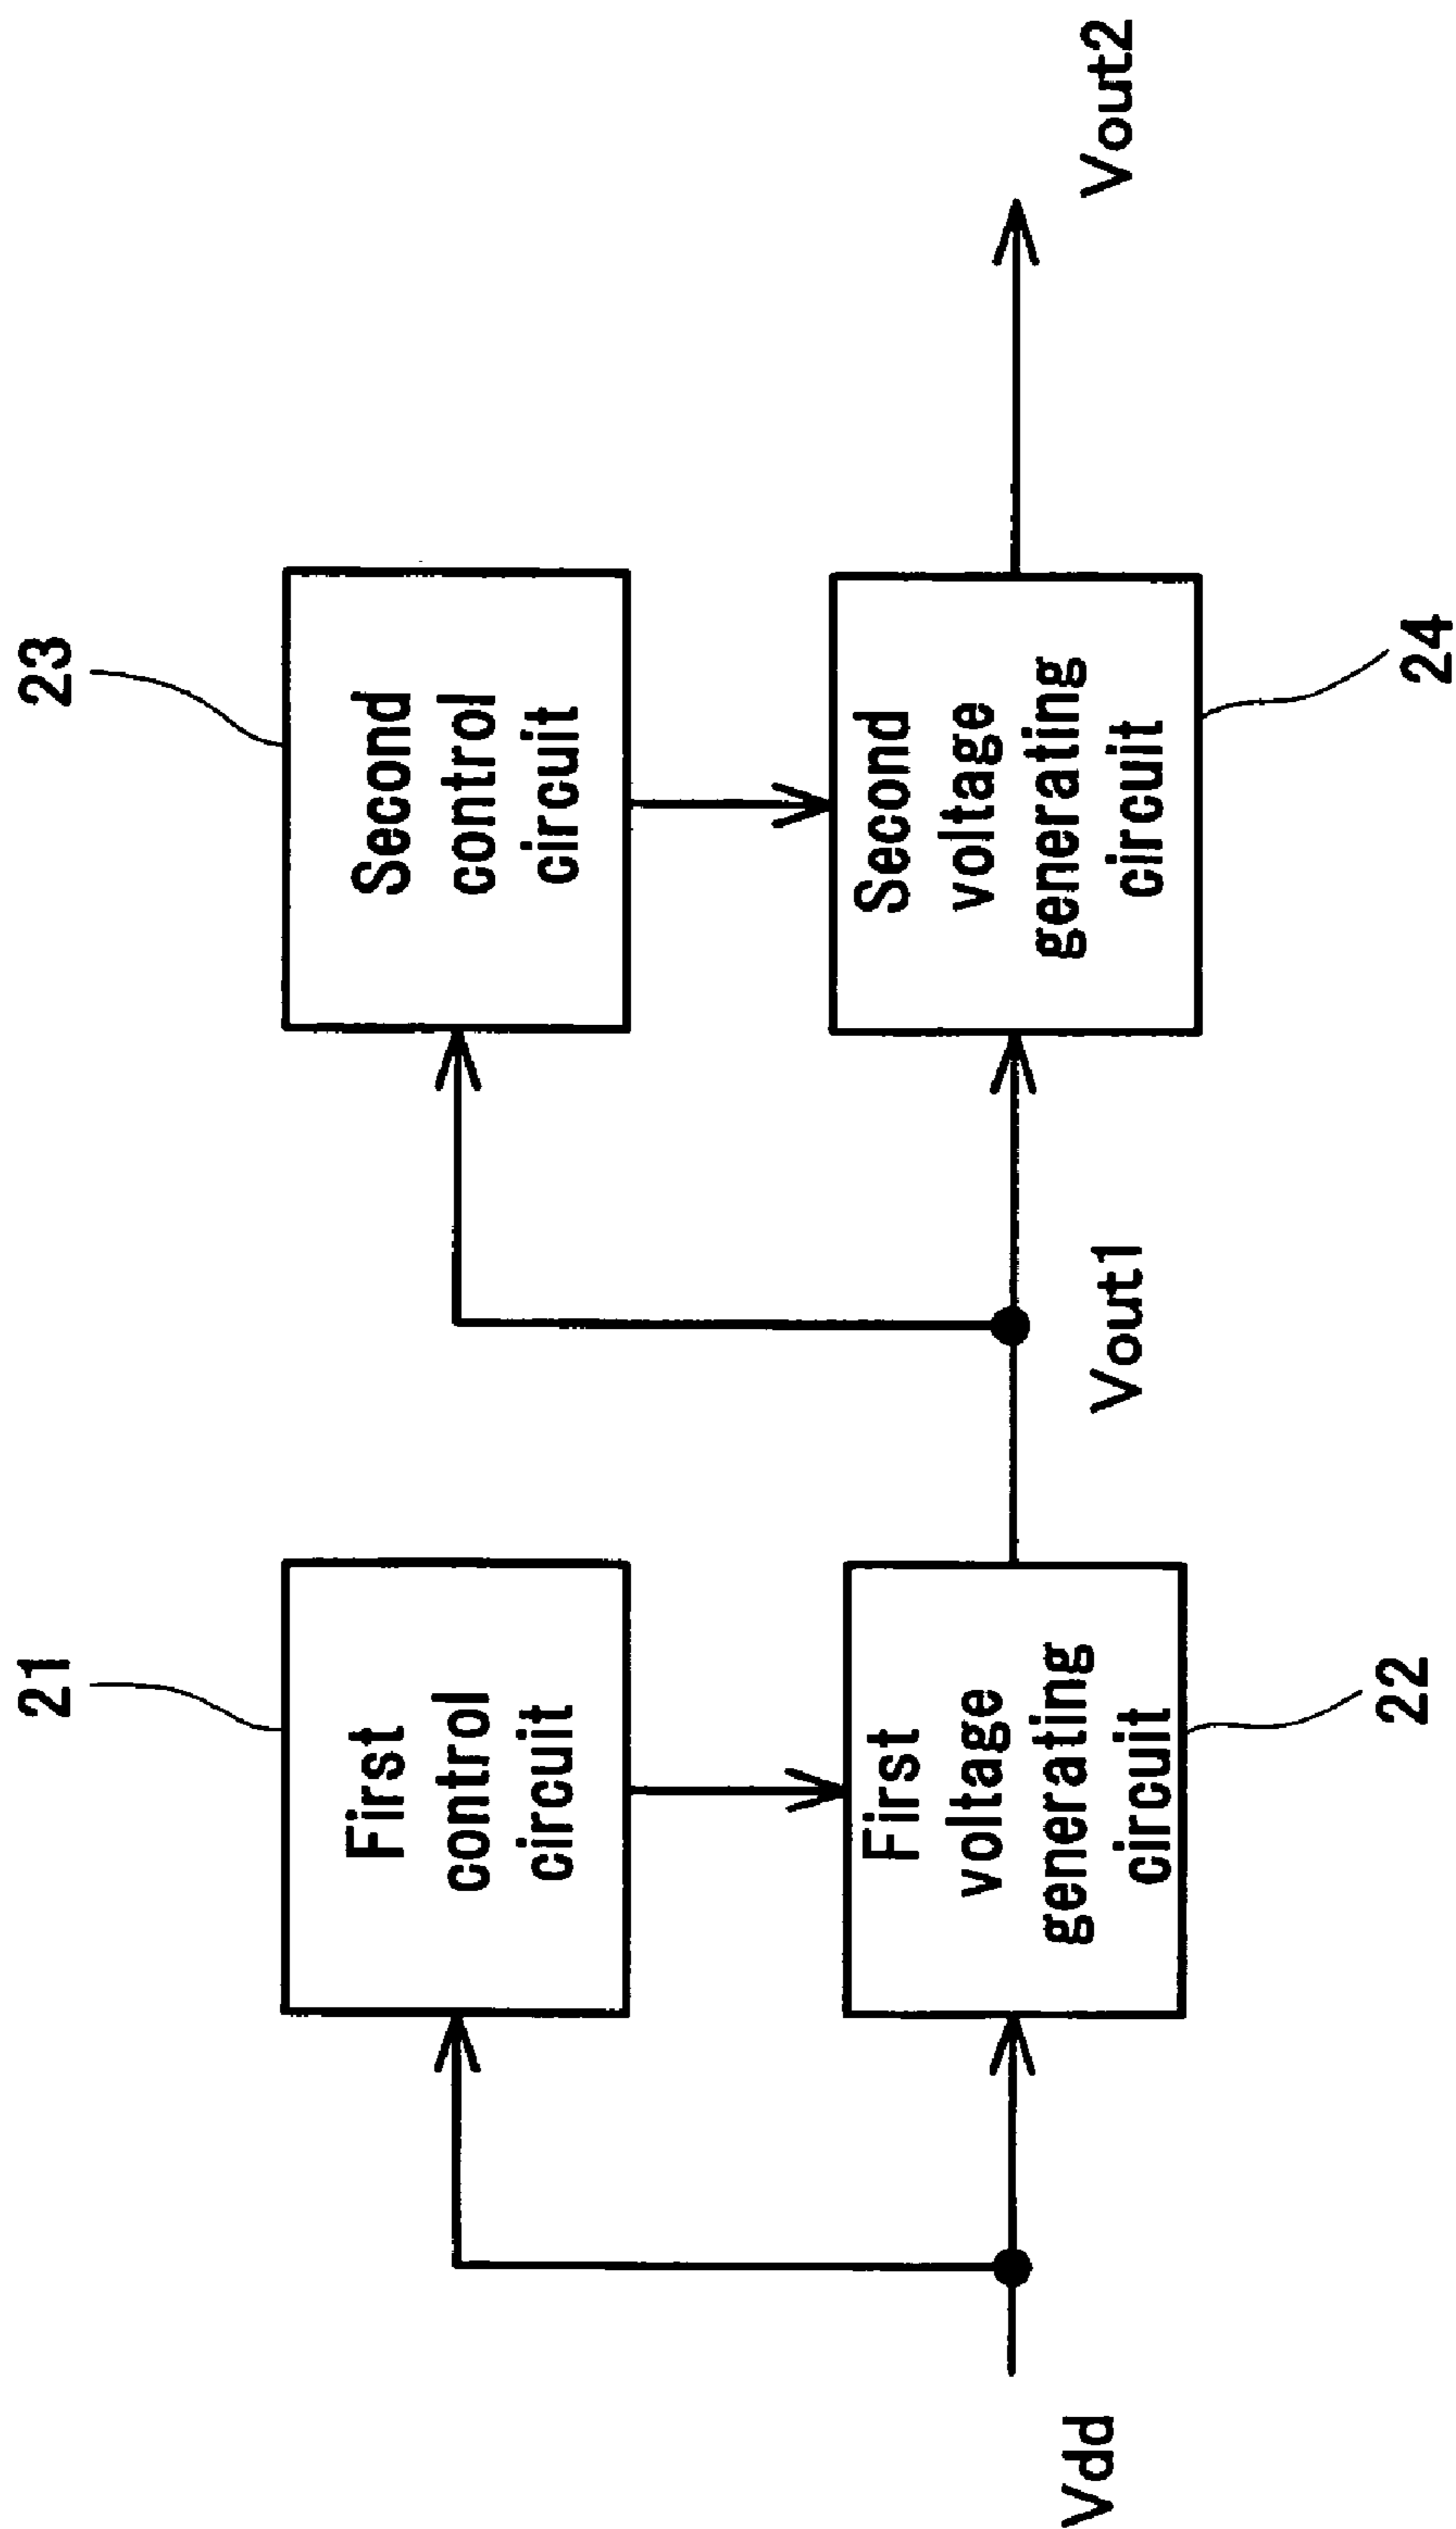 21
23
First
control
circuit
Second
control
circuit
First
voltage
generating
circuit
Second
voltage
generating
circuit
Vdd
Vout1
Vout2
22
24